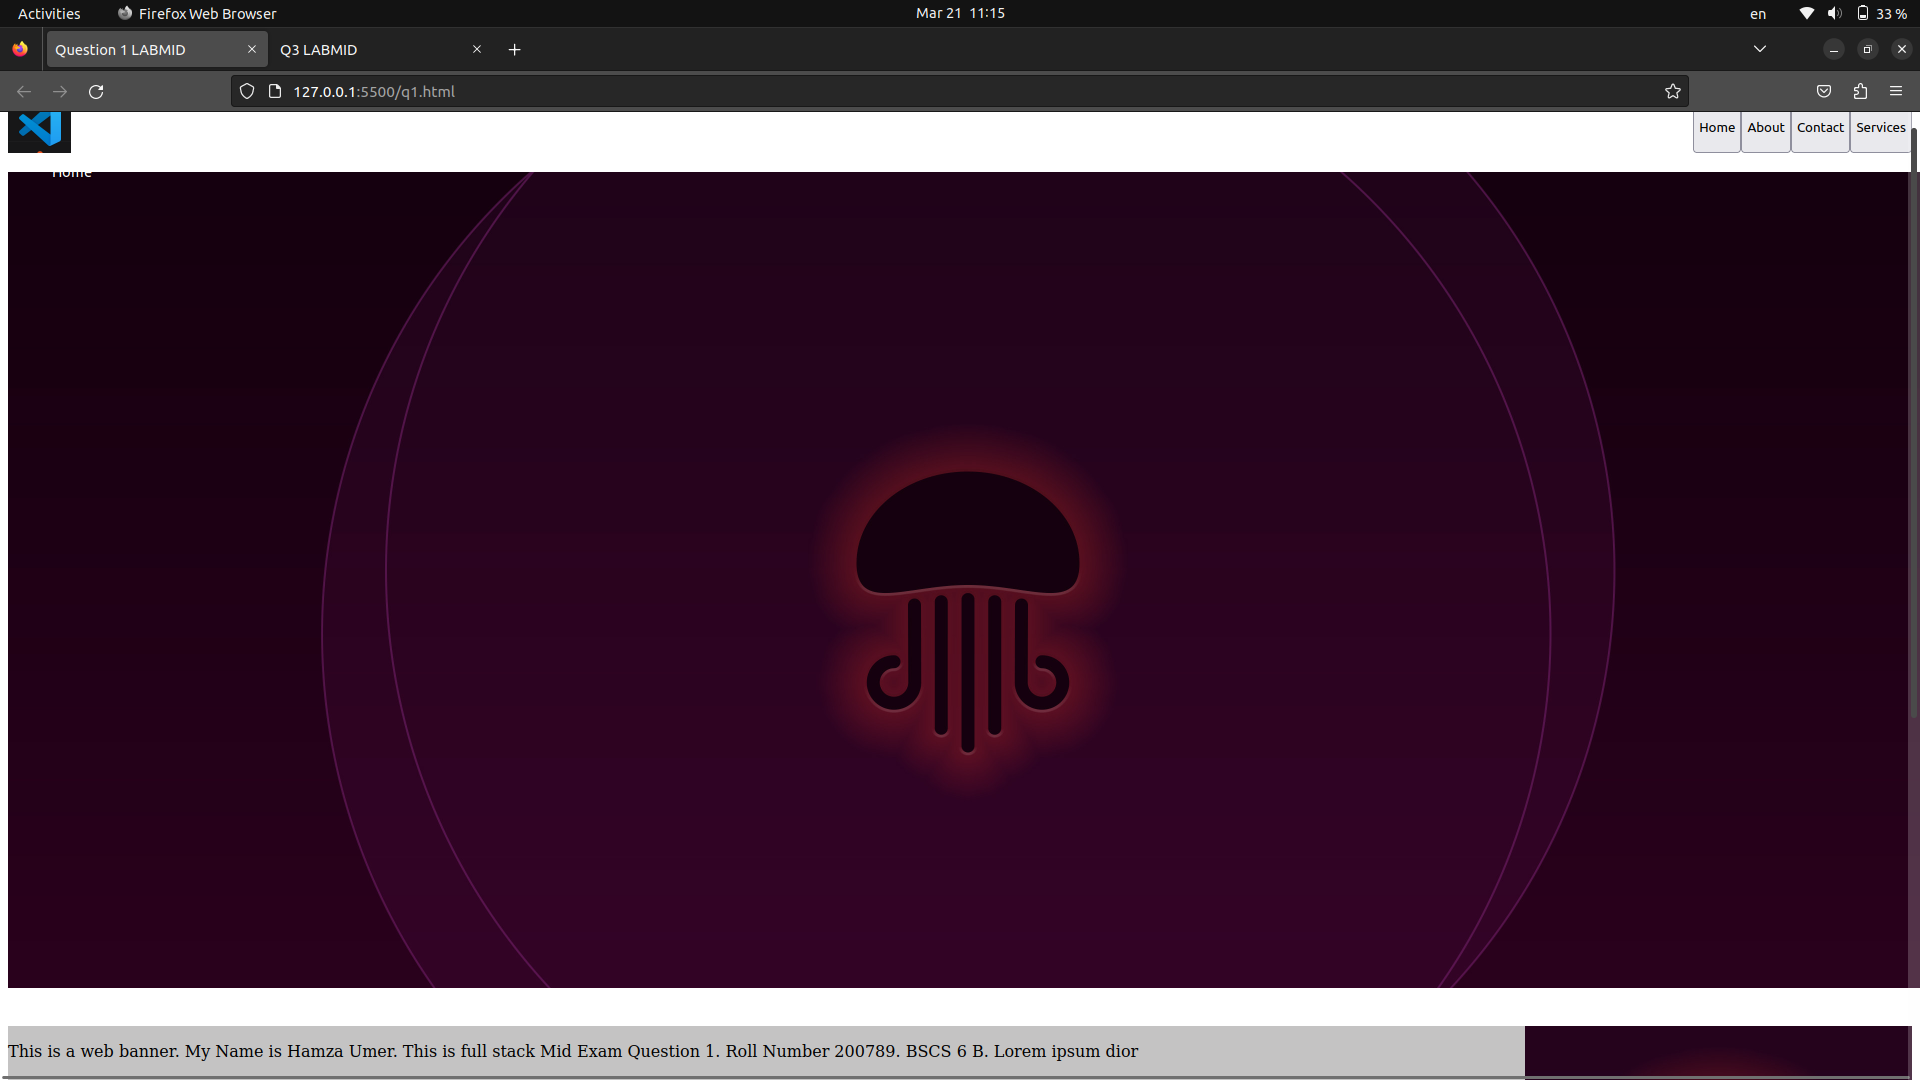 Activities Firefox Web Browser Mar 21 11:15 en 33 %
Question 1 LABMID Q3 LABMID
127.0.0.1:5500/q1.html
Home About Contact Services
Home
This is a web banner. My Name is Hamza Umer. This is full stack Mid Exam Question 1. Roll Number 200789. BSCS 6 B. Lorem ipsum dior